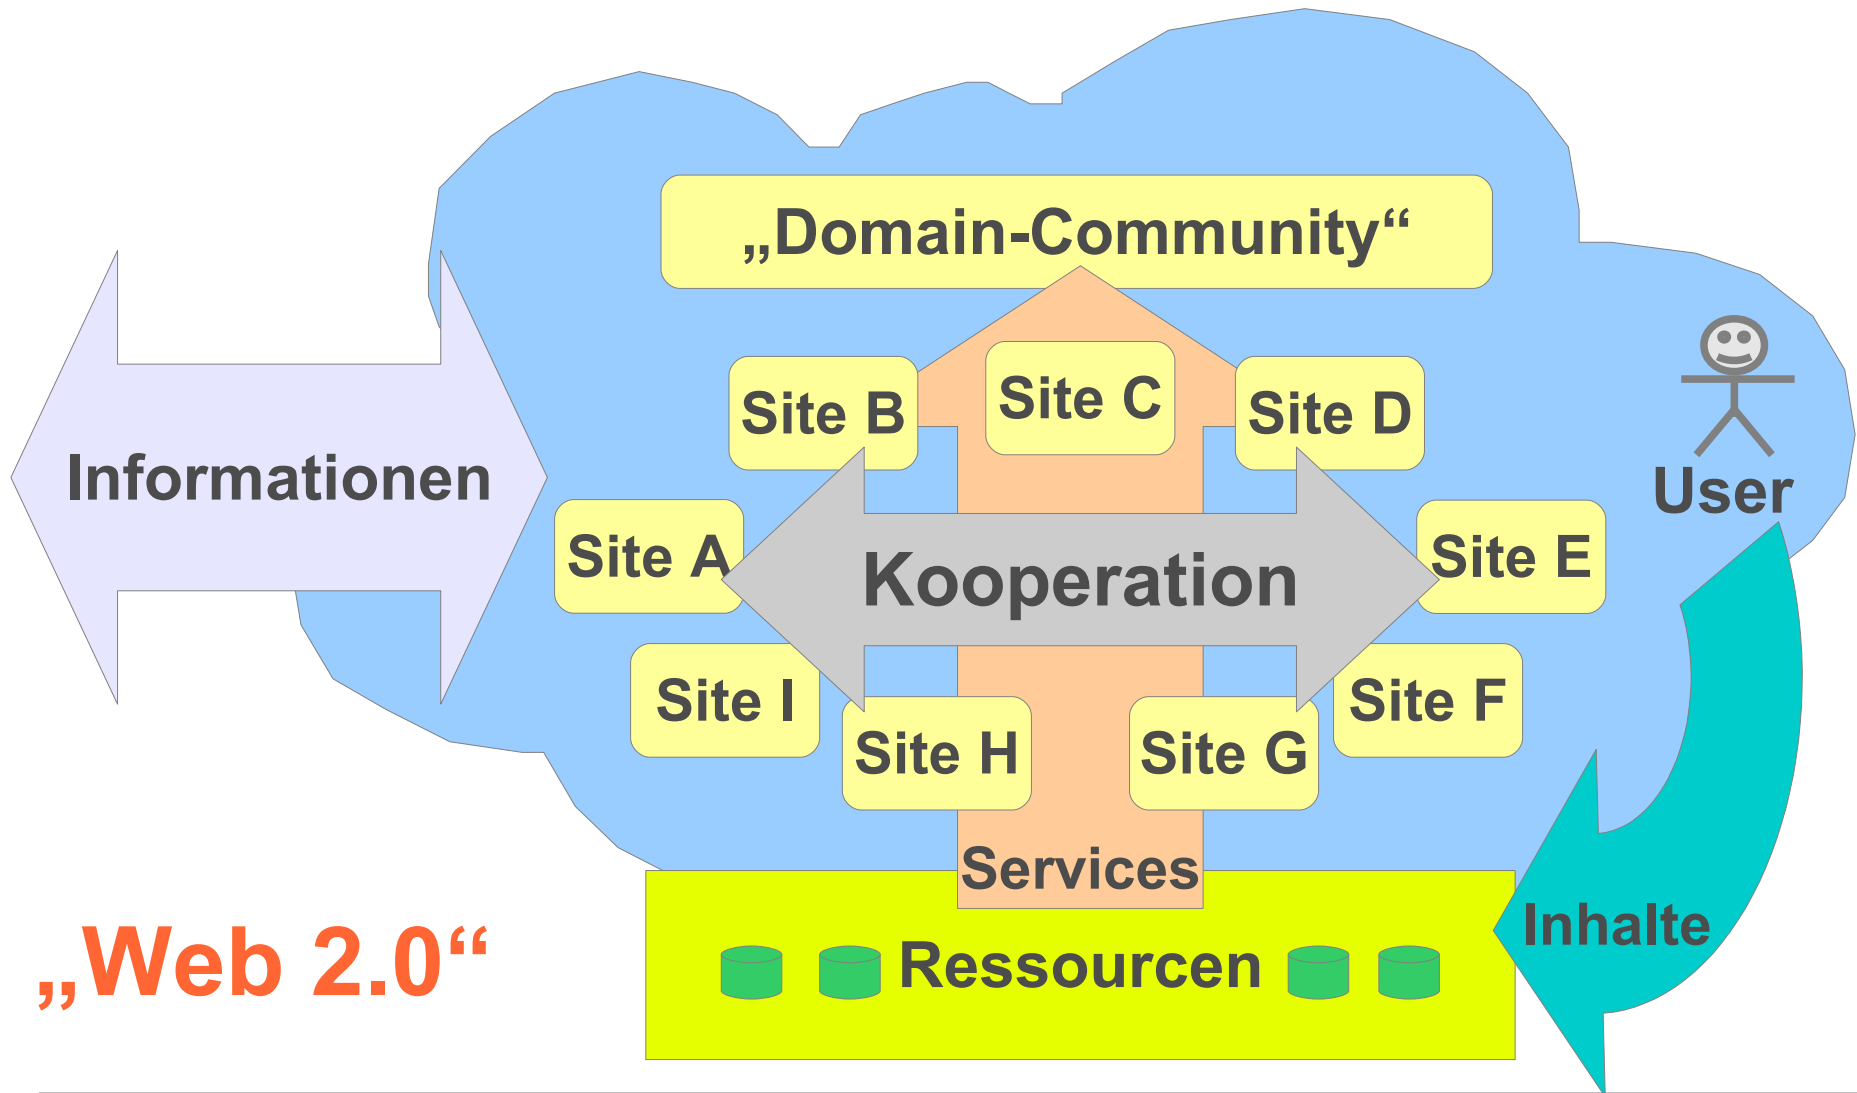 „Domain-Community“
Site B
Site C
Site D
Informationen
User
Site A
Kooperation
Site E
Site I
Site F
Site H
Site G
Services
Inhalte
„Web 2.0“
Ressourcen